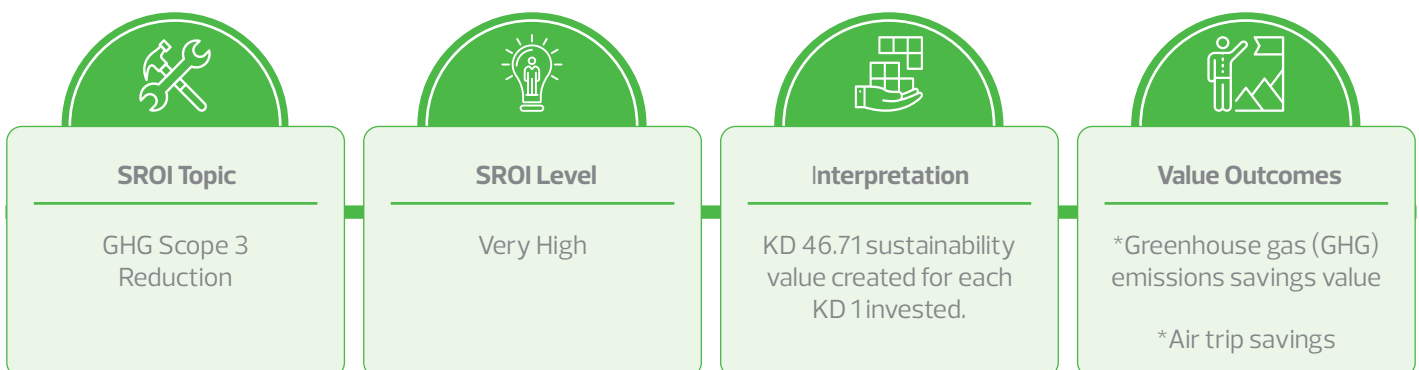 SROI Topic
GHG Scope 3
Reduction
SROI Level
Very High
Interpretation
KD 46.71 sustainability
value created for each
KD 1 invested.
Value Outcomes
*Greenhouse gas (GHG)
emissions savings value
*Air trip savings